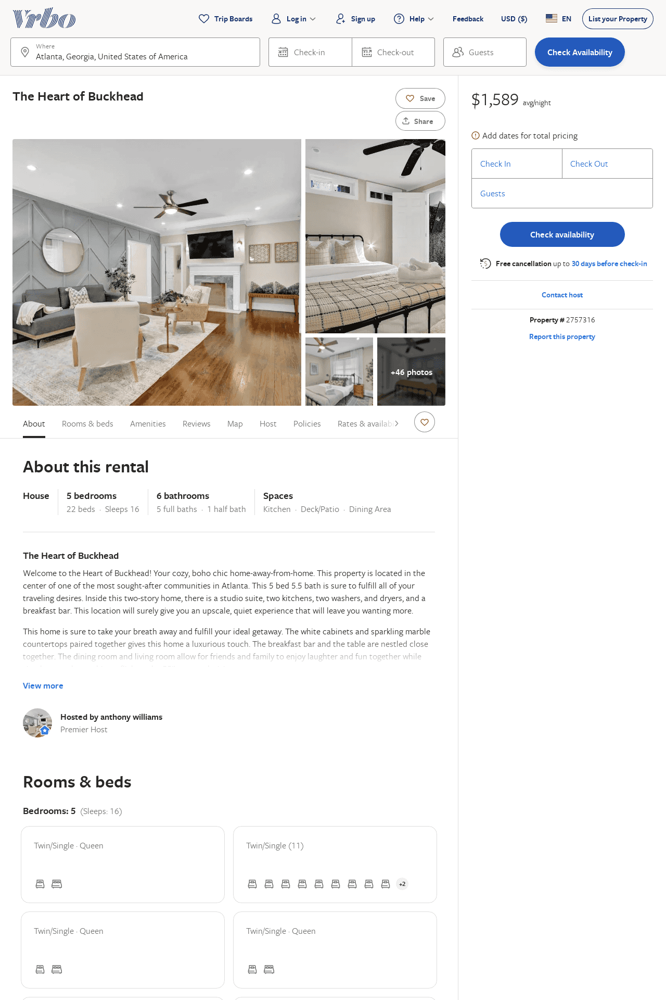 Vrbo
Trip Boards
Log in
Sign up
Help
Feedback
USD ($)
EN
List your Property
Where
Atlanta, Georgia, United States of America
Check-in
Check-out
Guests
Check Availability
The Heart of Buckhead
Save
Share
+46 photos
$1,589 avg/night
Add dates for total pricing
Check In
Check Out
Guests
Check availability
Free cancellation up to 30 days before check-in
Contact host
Property # 2757316
Report this property
About
Rooms & beds
Amenities
Reviews
Map
Host
Policies
Rates & availabi
About this rental
House
5 bedrooms
22 beds · Sleeps 16
6 bathrooms
5 full baths · 1 half bath
Spaces
Kitchen · Deck/Patio · Dining Area
The Heart of Buckhead
Welcome to the Heart of Buckhead! Your cozy, boho chic home-away-from-home. This property is located in the
center of one of the most sought-after communities in Atlanta. This 5 bed 5.5 bath is sure to fulfill all of your
traveling desires. Inside this two-story home, there is a studio suite, two kitchens, two washers, and dryers, and a
breakfast bar. This location will surely give you an upscale, quiet experience that will leave you wanting more.
This home is sure to take your breath away and fulfill your ideal getaway. The white cabinets and sparkling marble
countertops paired together gives this home a luxurious touch. The breakfast bar and the table are nestled close
together. The dining room and living room allow for friends and family to enjoy laughter and fun together while
View more
Hosted by anthony williams
Premier Host
Rooms & beds
Bedrooms: 5 (Sleeps: 16)
Twin/Single · Queen
Twin/Single (11)
+2
Twin/Single · Queen
Twin/Single · Queen